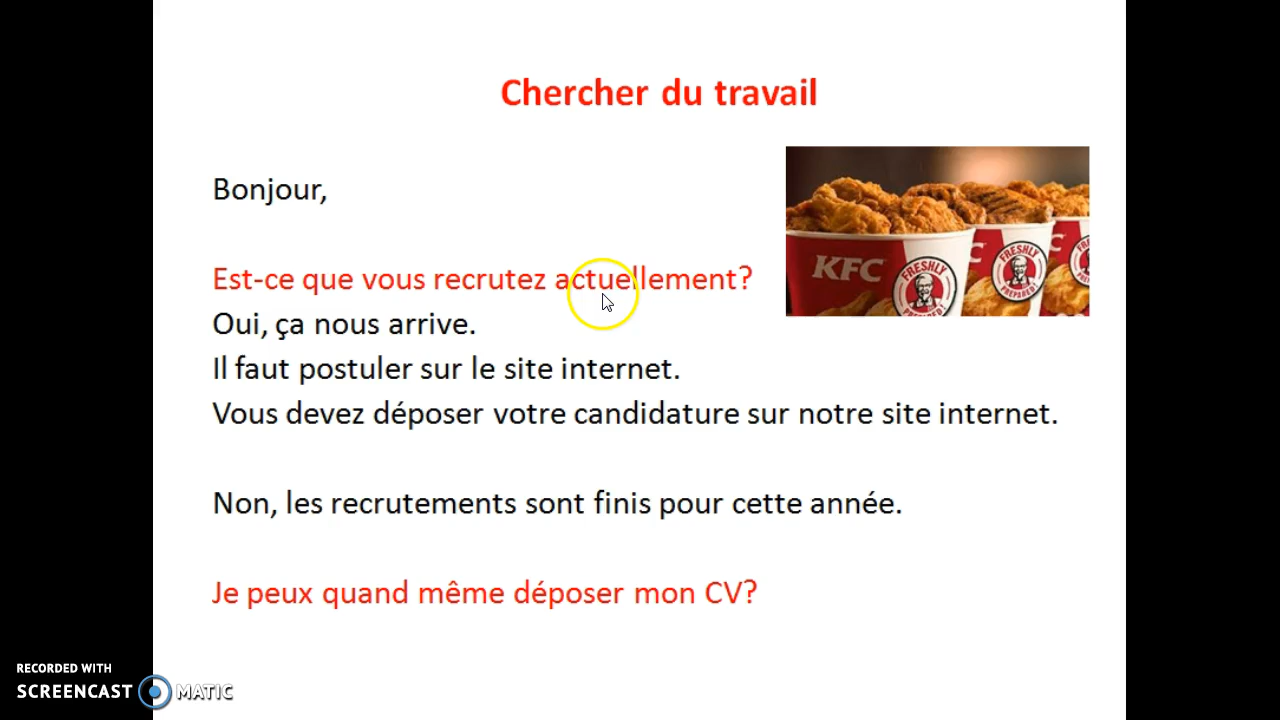 Chercher du travail
Bonjour,
Est-ce que vous recrutez actuellement?
Oui, ça nous arrive.
Il faut postuler sur le site internet.
Vous devez déposer votre candidature sur notre site internet.
Non, les recrutements sont finis pour cette année.
Je peux quand même déposer mon CV?
KFC
FRESHLY
PREPARED
RECORDED WITH
SCREENCAST MATIC